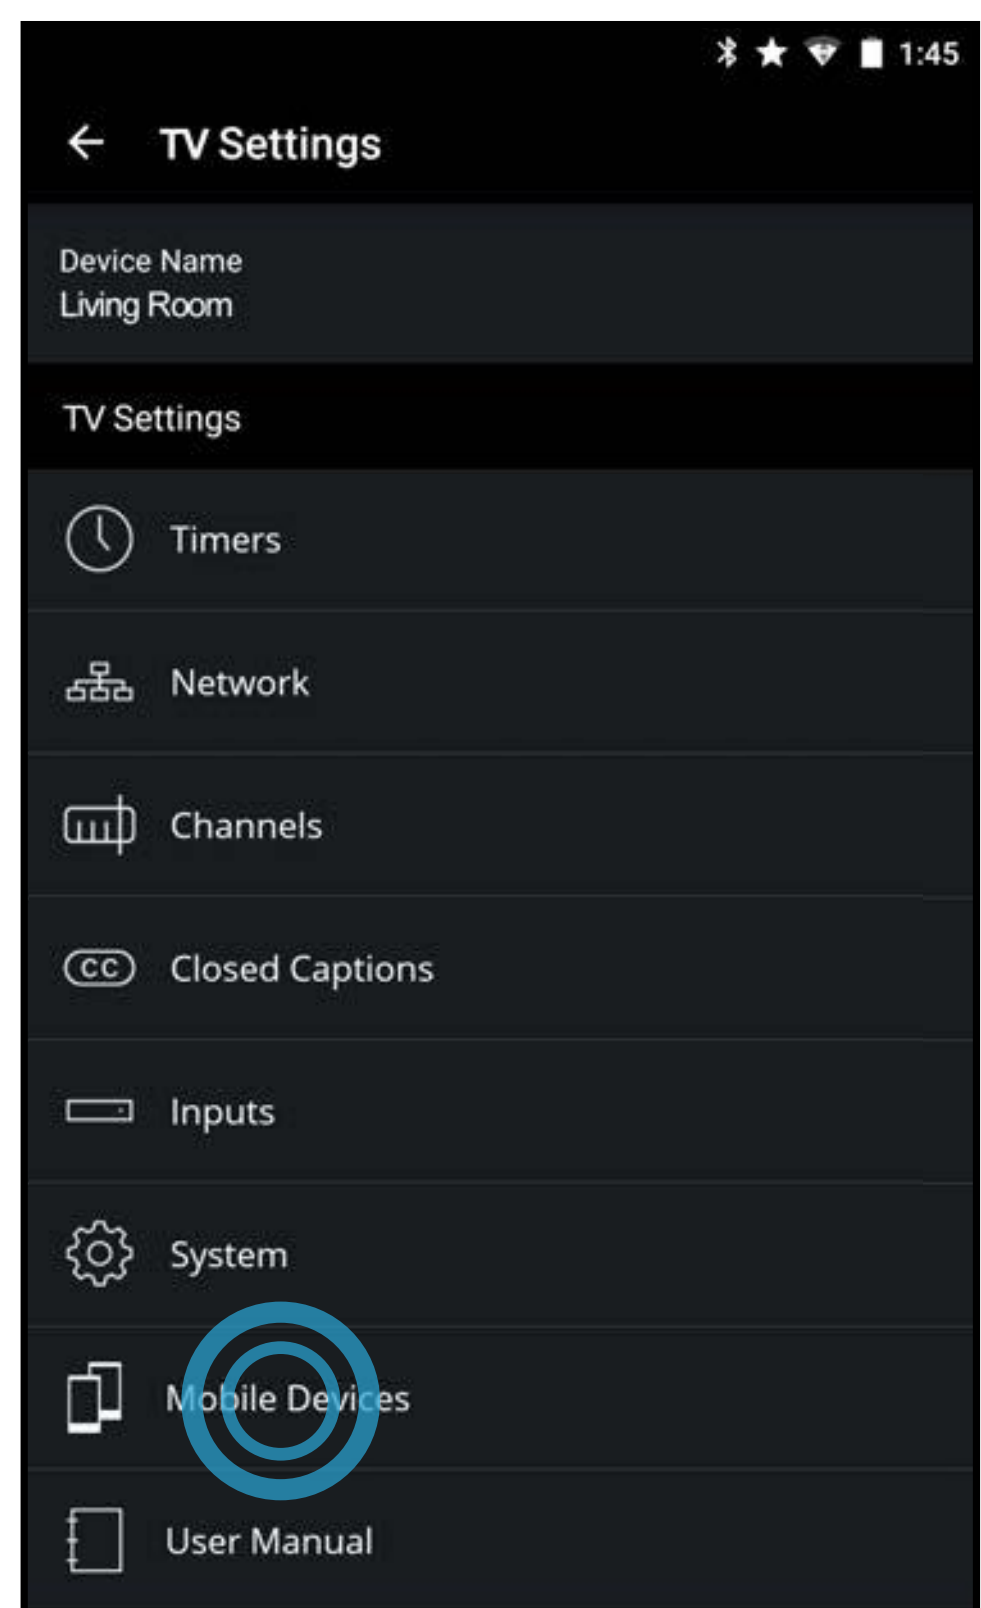 1:45
TV Settings
Device Name
Living Room
TV Settings
Timers
Network
Channels
CC Closed Captions
Inputs
System
Mobile Devices
User Manual